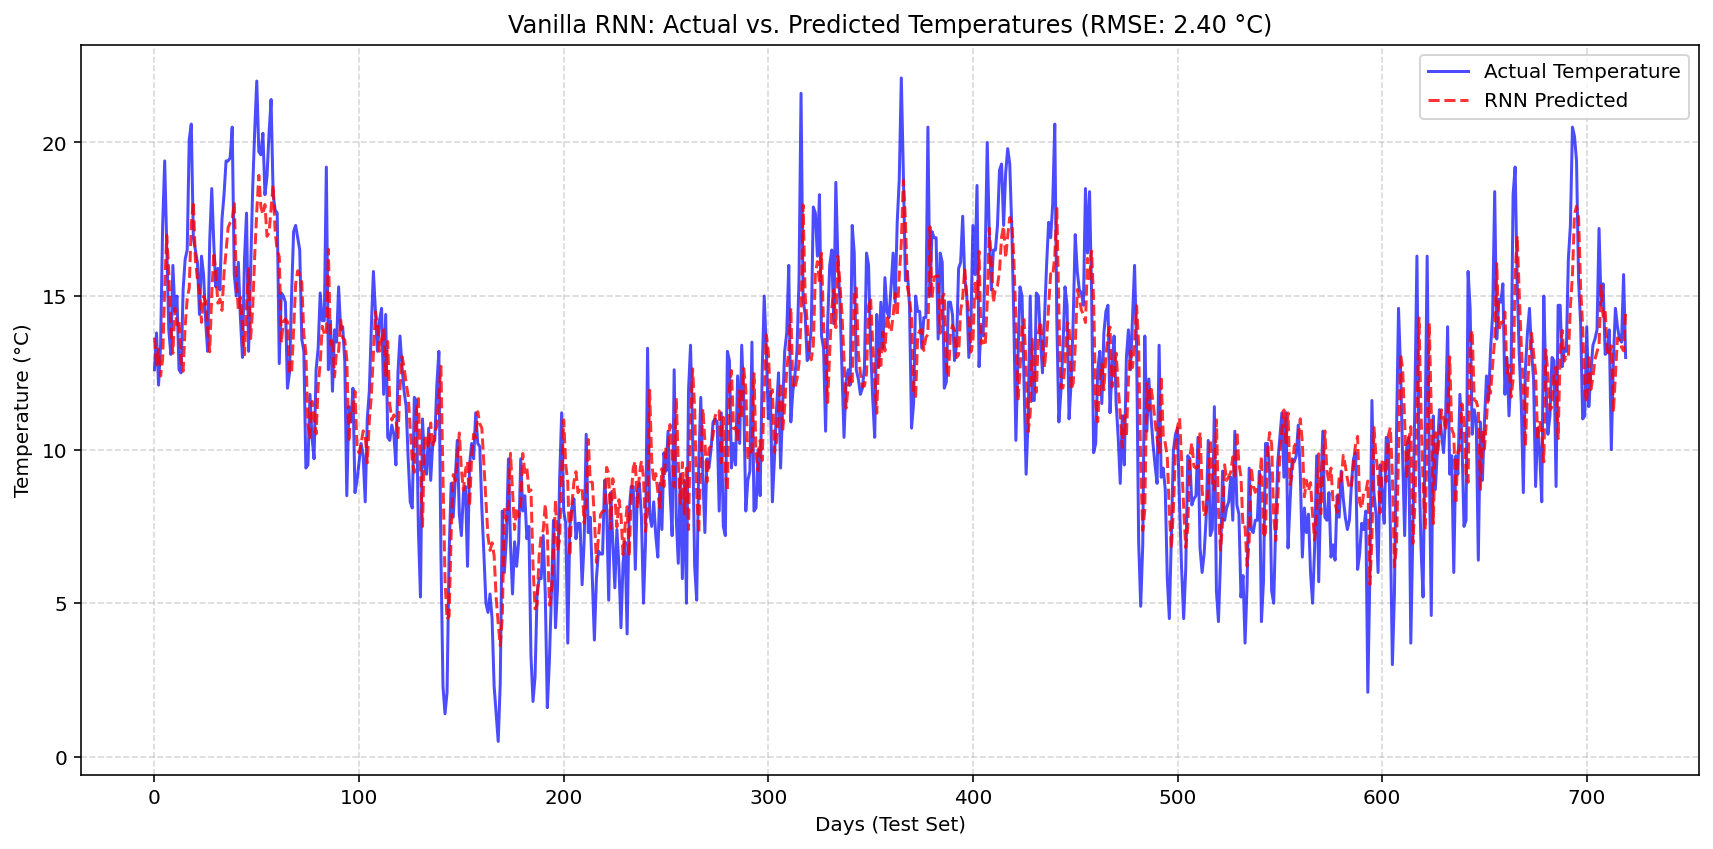 Vanilla RNN: Actual vs. Predicted Temperatures (RMSE: 2.40 °C)
Actual Temperature
RNN Predicted
Temperature (°C)
20
15
10
5
0
0 100 200 300 400 500 600 700
Days (Test Set)